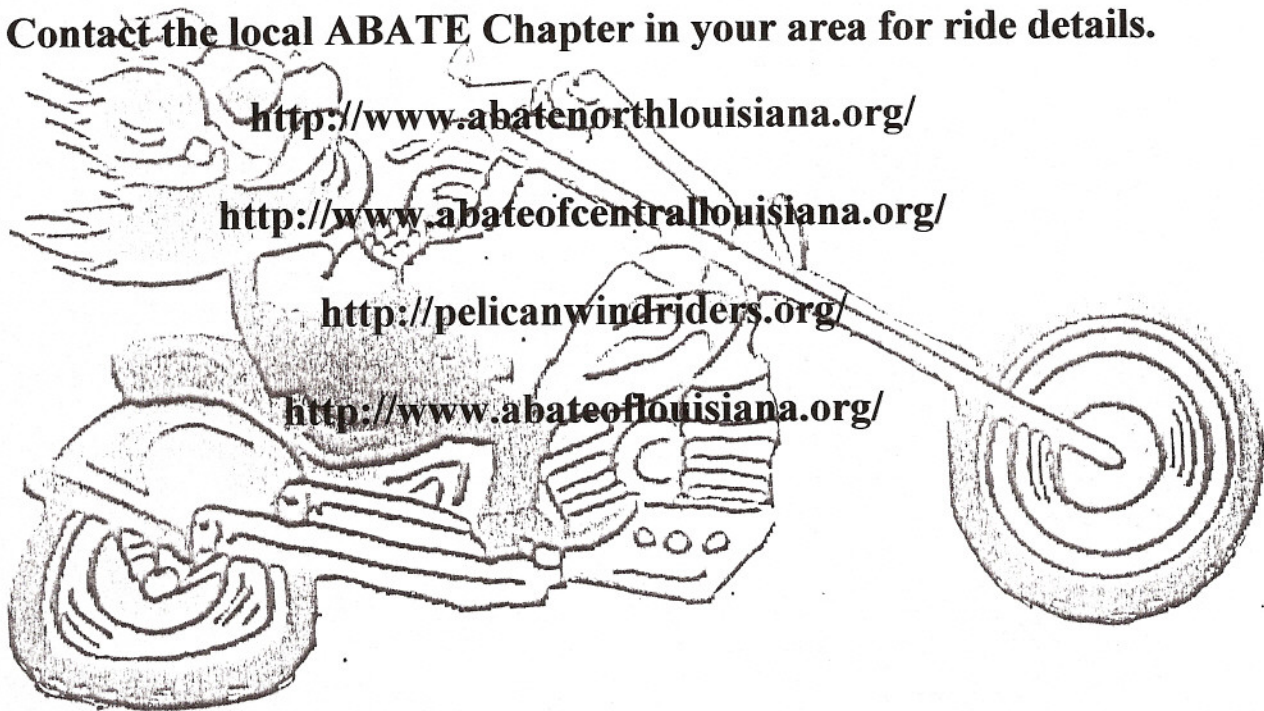 Contact the local ABATE Chapter in your area for ride details.
http://www.abatenorthlouisiana.org/
http://www.abateofcentrallouisiana.org/
http://pelicanwindriders.org/
http://www.abateoflouisiana.org/